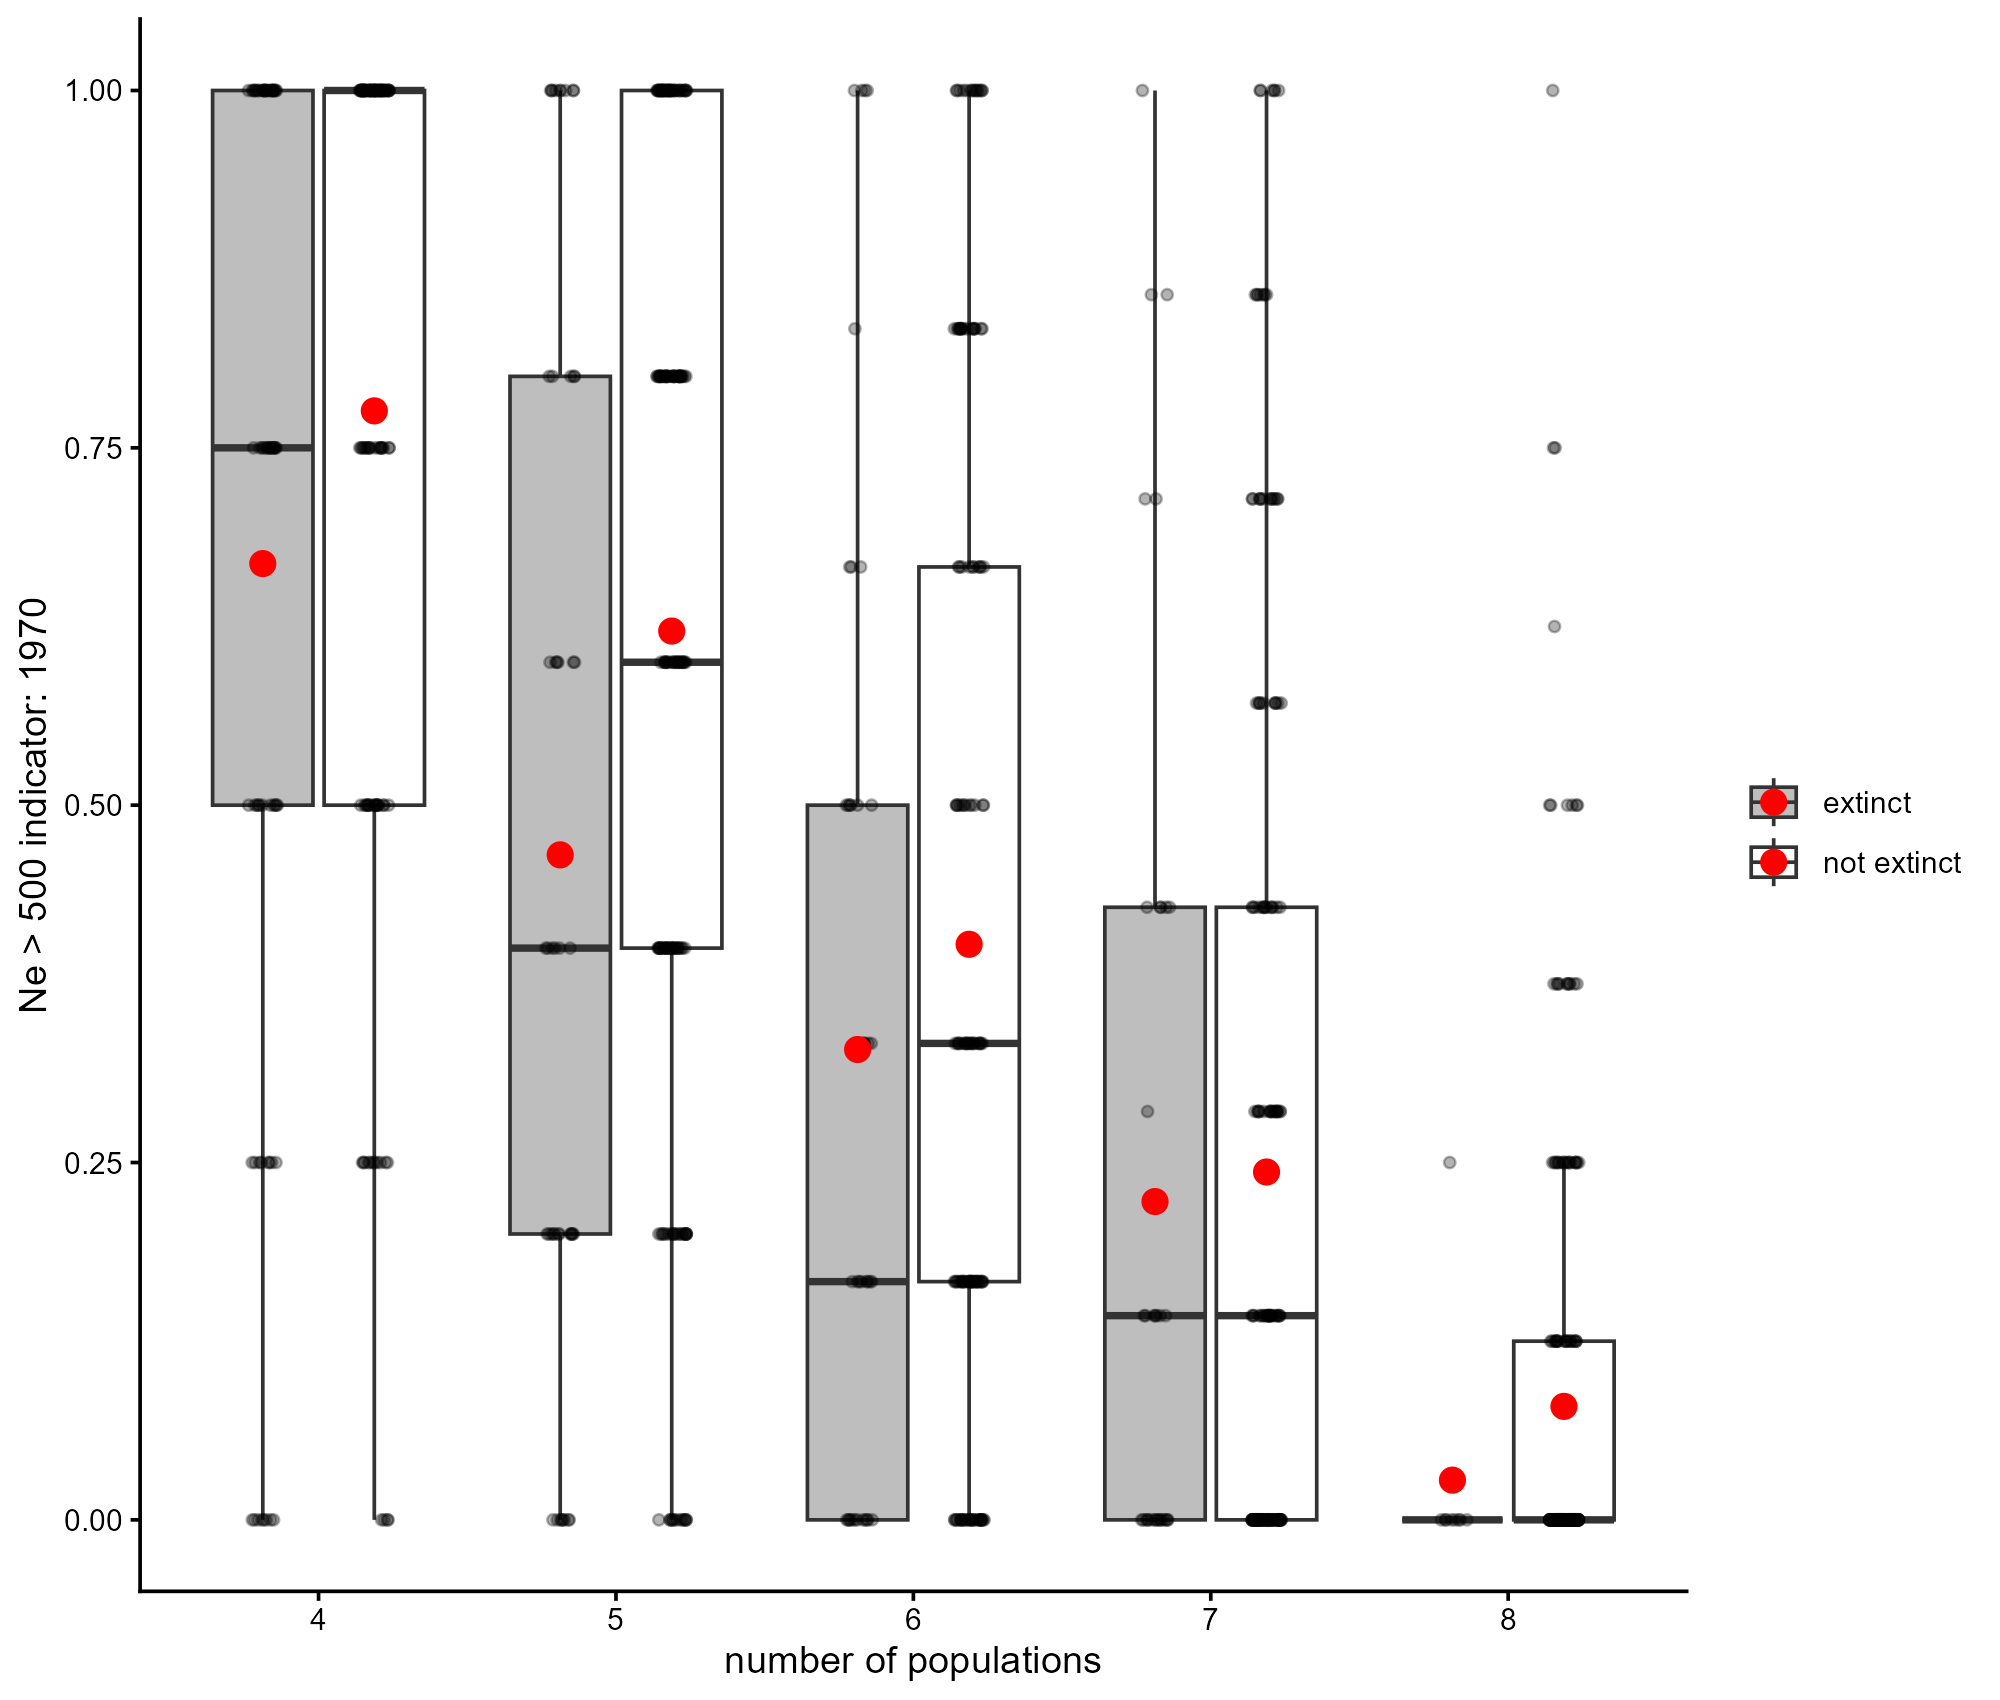 Ne > 500 indicator: 1970
1.00
0.75
0.50
0.25
0.00
4 5 6 7 8
number of populations
extinct
not extinct